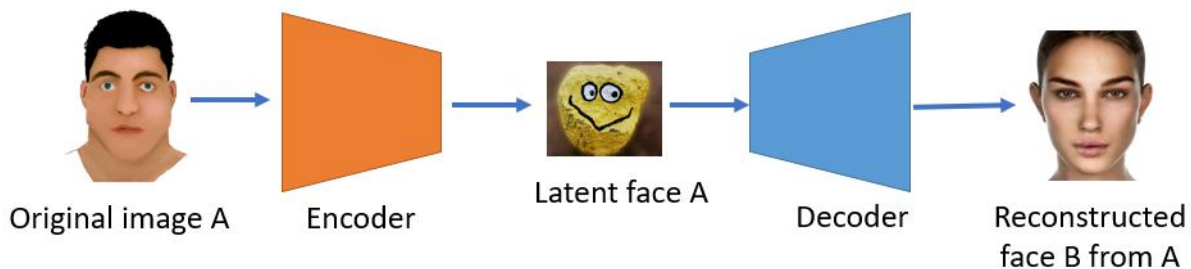 Original image A
Encoder
Latent face A
Decoder
Reconstructed
face B from A